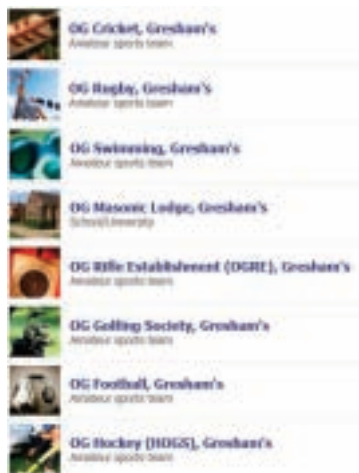 OG Cricket, Gresham's
Amateur sports team
OG Rugby, Gresham's
Amateur sports team
OG Swimming, Gresham's
Amateur sports team
OG Masonic Lodge, Gresham's
School/University
OG Rifle Establishment (OGRE), Gresham's
Amateur sports team
OG Golfing Society, Gresham's
Amateur sports team
OG Football, Gresham's
Amateur sports team
OG Hockey (HOGS), Gresham's
Amateur sports team